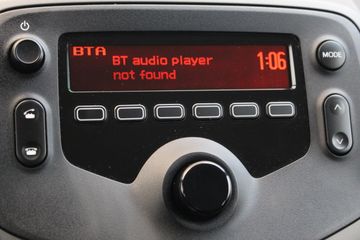 BTA
BT audio player 1:06
not found
MODE